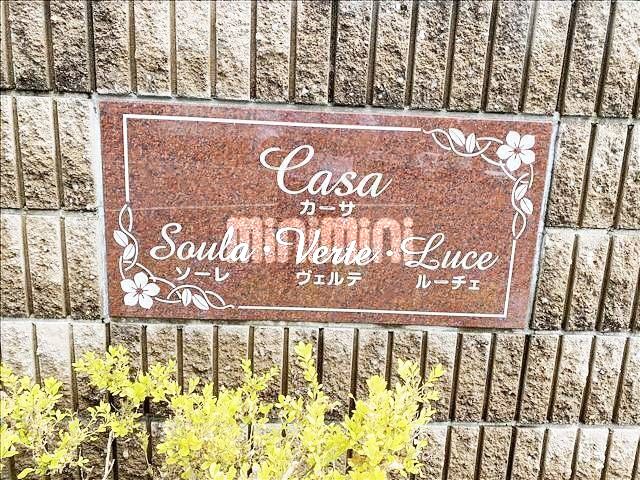 Casa
カーサ
minimini
Soula・Verte・Luce
ソーレ ヴェルテ ルーチェ